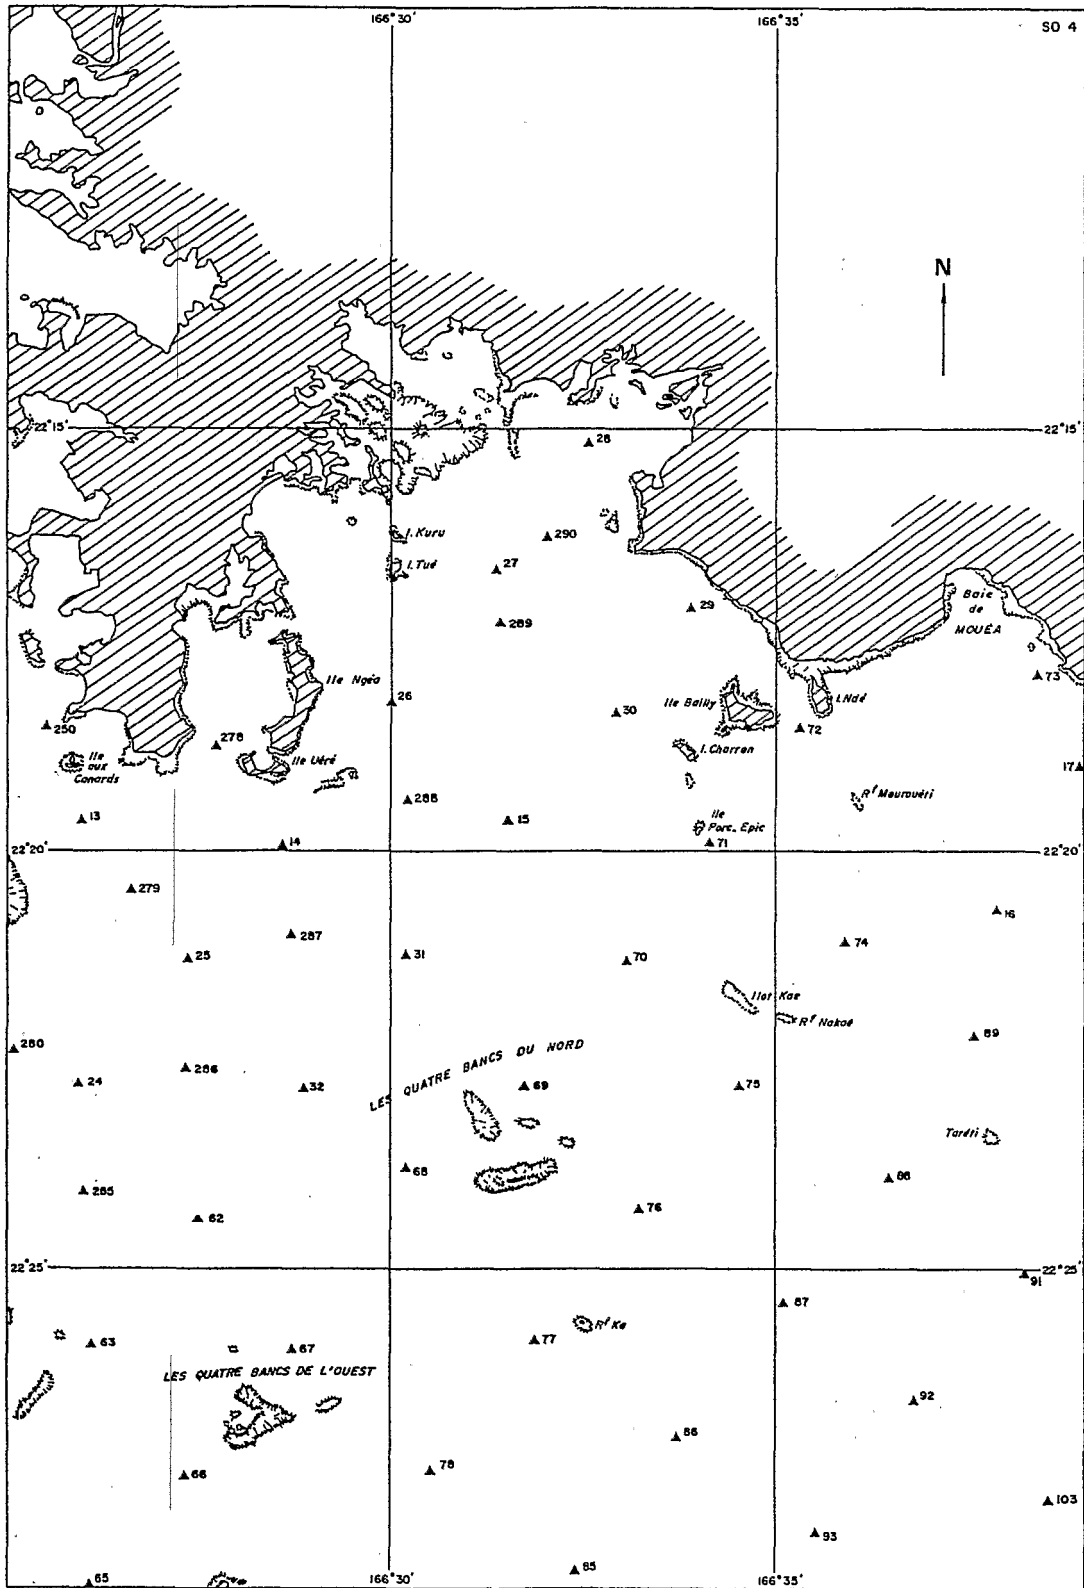 166°30'
166°35'
SO 4
N
22°15'
28
22°15'
I. Kuru
290
I. Tué
27
29
289
Baie
de
MOUÉA
73
Ile Ngéa
26
30
Ile Bailly
I. Ndé
250
278
72
Ile
aux
Canards
Ile Uéré
I. Charron
17
288
15
Rf Mourouéti
13
Ile
Porc_Epic
14
71
22°20'
22°20'
279
16
287
74
25
31
70
Ilot Kae
Rf Nakaé
280
89
286
LES QUATRE BANCS DU NORD
24
32
69
75
Taréti
68
88
285
62
76
22°25'
22°25'
91
87
63
67
77
Rf Ke
LES QUATRE BANCS DE L'OUEST
92
86
66
78
103
93
85
65
166°30'
166°35'